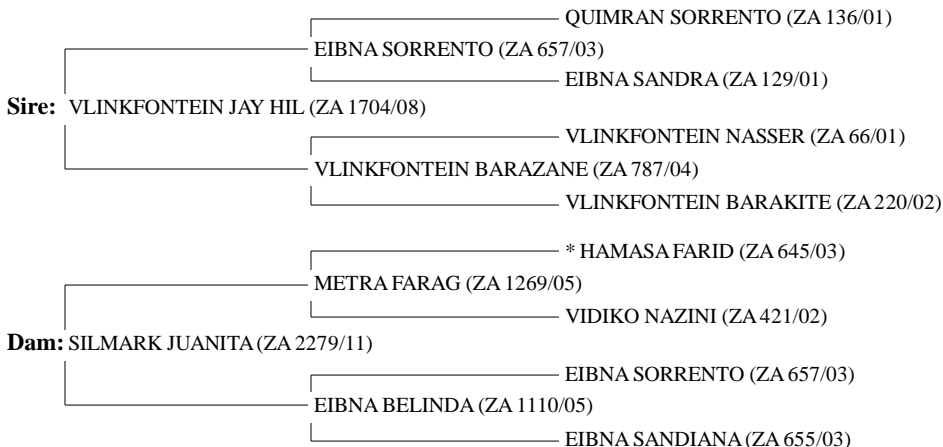 QUIMRAN SORRENTO (ZA 136/01)
EIBNA SORRENTO (ZA 657/03)
EIBNA SANDRA (ZA 129/01)
Sire: VLINKFONTEIN JAY HIL (ZA 1704/08)
VLINKFONTEIN NASSER (ZA 66/01)
VLINKFONTEIN BARAZANE (ZA 787/04)
VLINKFONTEIN BARAKITE (ZA 220/02)
* HAMASA FARID (ZA 645/03)
METRA FARAG (ZA 1269/05)
VIDIKO NAZINI (ZA 421/02)
Dam: SILMARK JUANITA (ZA 2279/11)
EIBNA SORRENTO (ZA 657/03)
EIBNA BELINDA (ZA 1110/05)
EIBNA SANDIANA (ZA 655/03)